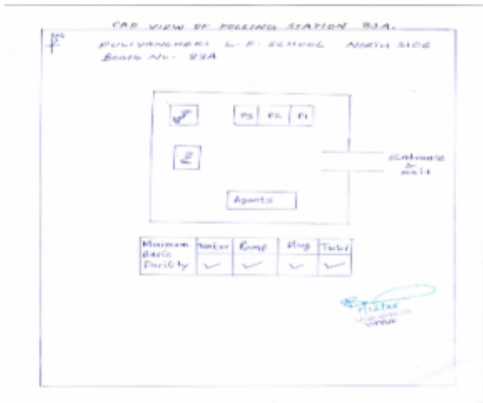 CAD VIEW OF POLLING STATION 83A.
PULIYANCHERI L. P. SCHOOL NORTH SIDE
Booth No. 83A
P3 P2 P1
Entrance
&
exit
Agents
Minimum Water Ramp Plug Toilet
Basic
Facility ✓ ✓ ✓ ✓